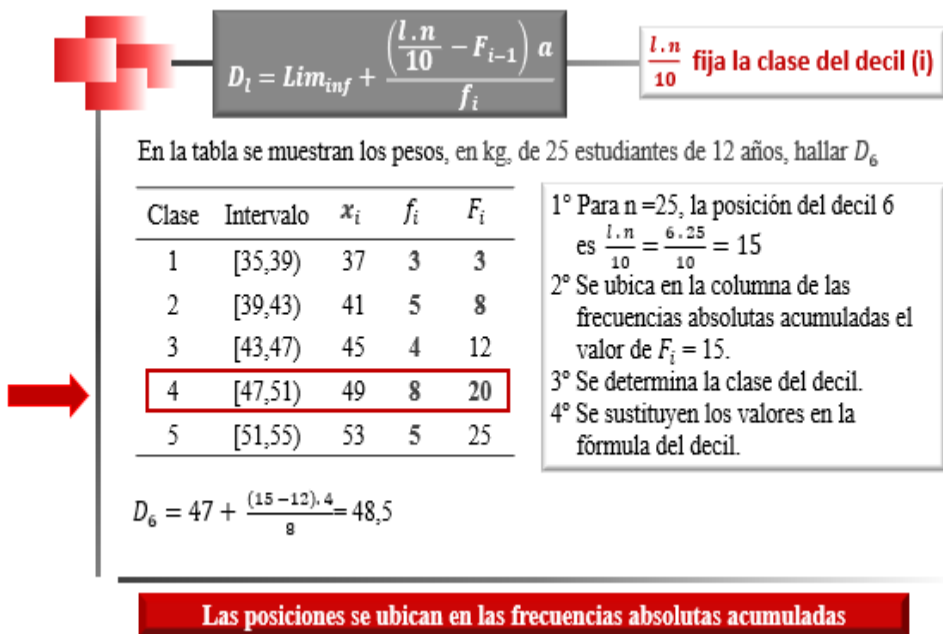 D_l = Lim_inf + ((l.n/10 − F_{i−1}) a)/f_i
l.n/10 fija la clase del decil (i)
En la tabla se muestran los pesos, en kg, de 25 estudiantes de 12 años, hallar D_6
Clase Intervalo x_i f_i F_i
1 [35,39) 37 3 3
2 [39,43) 41 5 8
3 [43,47) 45 4 12
4 [47,51) 49 8 20
5 [51,55) 53 5 25
1° Para n =25, la posición del decil 6
es l.n/10 = 6.25/10 = 15
2° Se ubica en la columna de las
frecuencias absolutas acumuladas el
valor de F_i = 15.
3° Se determina la clase del decil.
4° Se sustituyen los valores en la
fórmula del decil.
D_6 = 47 + (15−12).4/8 = 48,5
Las posiciones se ubican en las frecuencias absolutas acumuladas